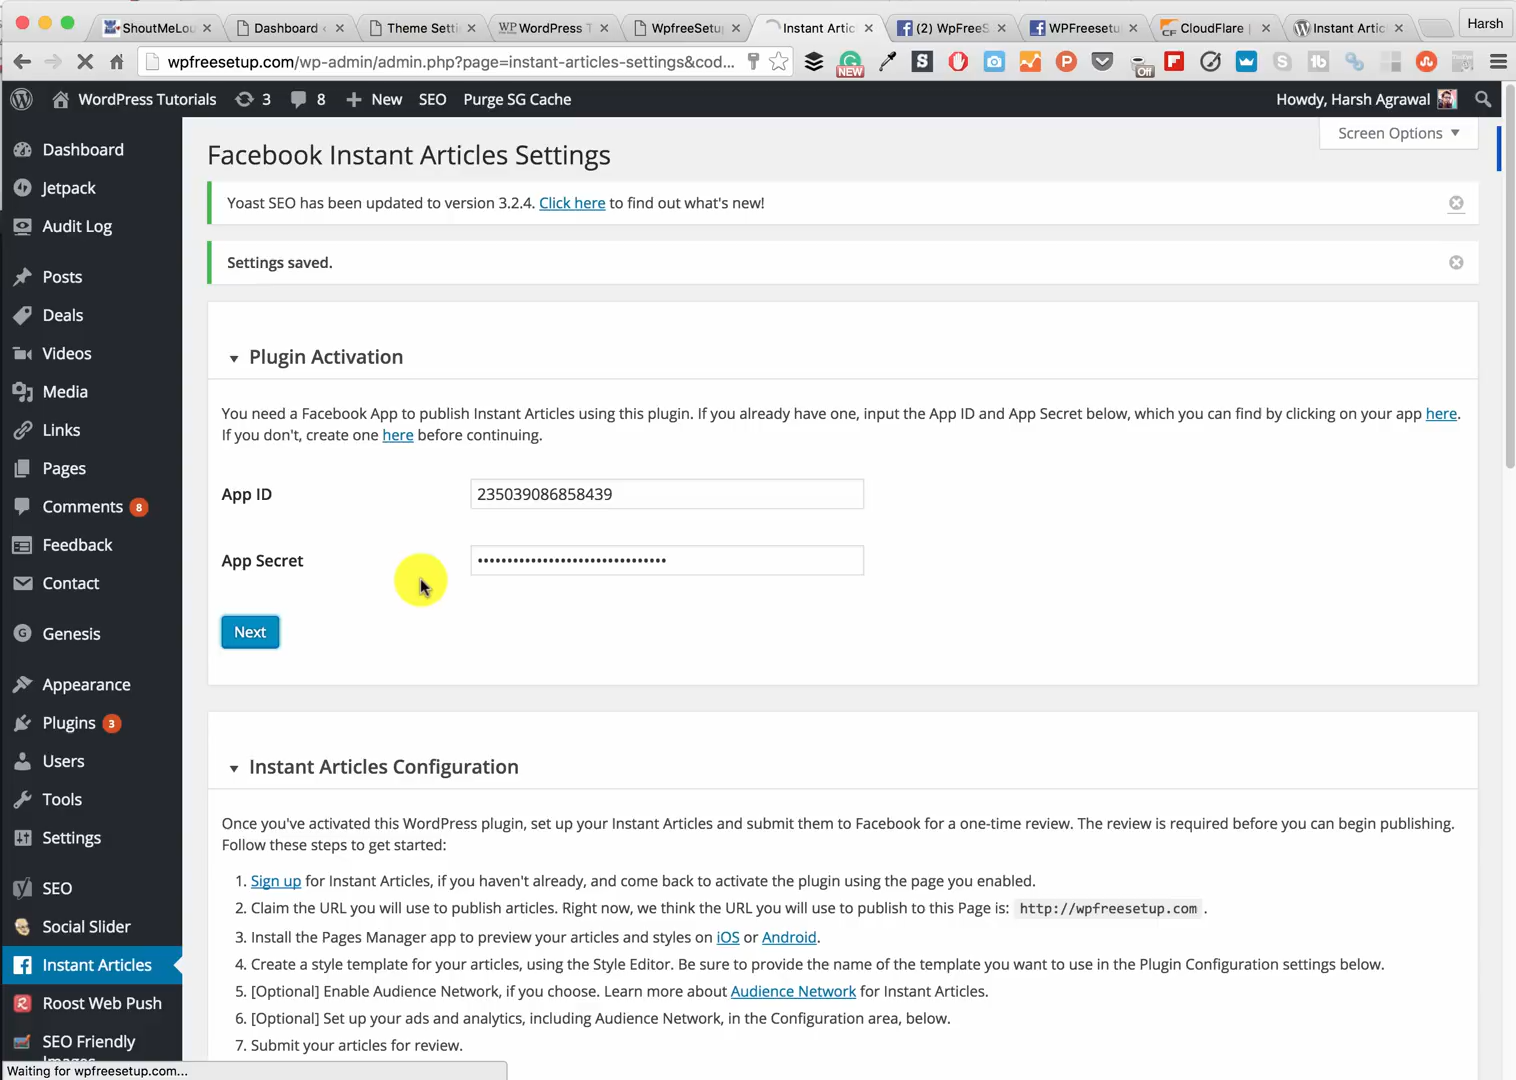 ShoutMeLou
Dashboard
Theme Setti
WP WordPress T
WpfreeSetu
Instant Artic
(2) WpFreeS
WPFreesetu
CloudFlare
Instant Artic
Harsh
wpfreesetup.com/wp-admin/admin.php?page=instant-articles-settings&cod...
NEW
Off
WordPress Tutorials 3 8 New SEO Purge SG Cache Howdy, Harsh Agrawal
Screen Options
Dashboard
Jetpack
Audit Log
Posts
Deals
Videos
Media
Links
Pages
Comments 8
Feedback
Contact
Genesis
Appearance
Plugins 3
Users
Tools
Settings
SEO
Social Slider
Instant Articles
Roost Web Push
SEO Friendly
Waiting for wpfreesetup.com...
Facebook Instant Articles Settings
Yoast SEO has been updated to version 3.2.4. Click here to find out what's new!
Settings saved.
Plugin Activation
You need a Facebook App to publish Instant Articles using this plugin. If you already have one, input the App ID and App Secret below, which you can find by clicking on your app here.
If you don't, create one here before continuing.
App ID 235039086858439
App Secret ••••••••••••••••••••••••••••••••
Next
Instant Articles Configuration
Once you've activated this WordPress plugin, set up your Instant Articles and submit them to Facebook for a one-time review. The review is required before you can begin publishing.
Follow these steps to get started:
1. Sign up for Instant Articles, if you haven't already, and come back to activate the plugin using the page you enabled.
2. Claim the URL you will use to publish articles. Right now, we think the URL you will use to publish to this Page is: http://wpfreesetup.com .
3. Install the Pages Manager app to preview your articles and styles on iOS or Android.
4. Create a style template for your articles, using the Style Editor. Be sure to provide the name of the template you want to use in the Plugin Configuration settings below.
5. [Optional] Enable Audience Network, if you choose. Learn more about Audience Network for Instant Articles.
6. [Optional] Set up your ads and analytics, including Audience Network, in the Configuration area, below.
7. Submit your articles for review.